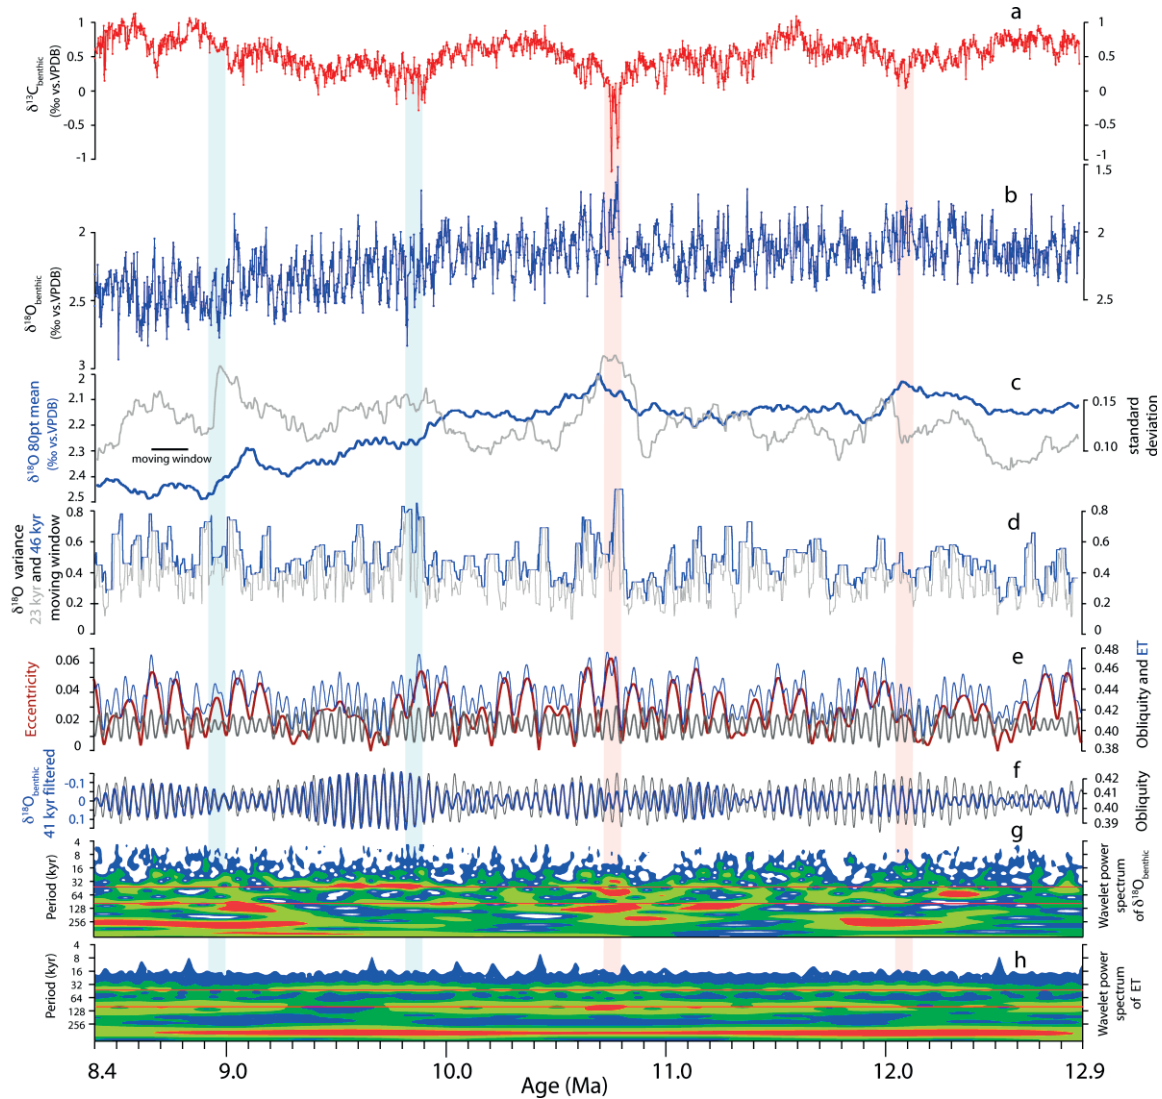 a
1
0.5
0
-0.5
-1
δ¹³C benthic
(‰ vs.VPDB)
1
0.5
0
-0.5
-1
b
2
2.5
3
δ¹⁸O benthic
(‰ vs.VPDB)
1.5
2
2.5
c
2
2.1
2.2
2.3
2.4
2.5
δ¹⁸O 80pt mean
(‰ vs.VPDB)
moving window
0.15
0.10
standard
deviation
d
0.8
0.6
0.4
0.2
0
δ¹⁸O variance
23 kyr and 46 kyr
moving window
0.8
0.6
0.4
0.2
0
e
0.06
0.04
0.02
0
Eccentricity
0.48
0.46
0.44
0.42
0.40
0.38
Obliquity and ET
f
-0.1
0
0.1
δ¹⁸O benthic
41 kyr filtered
0.42
0.41
0.40
0.39
Obliquity
g
4
8
16
32
64
128
256
Period (kyr)
Wavelet power
spectrum
of δ¹⁸O benthic
h
4
8
16
32
64
128
256
Period (kyr)
Wavelet power
spectrum
of ET
8.4
9.0
10.0
11.0
12.0
12.9
Age (Ma)